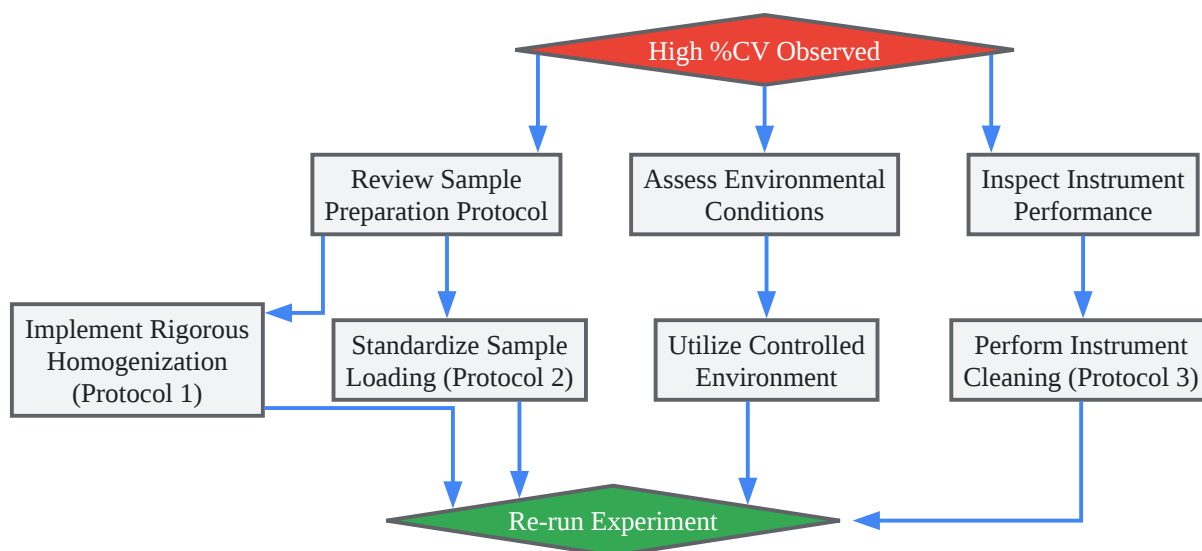 High %CV Observed
Review Sample
Preparation Protocol
Assess Environmental
Conditions
Inspect Instrument
Performance
Implement Rigorous
Homogenization
(Protocol 1)
Standardize Sample
Loading (Protocol 2)
Utilize Controlled
Environment
Perform Instrument
Cleaning (Protocol 3)
Re-run Experiment